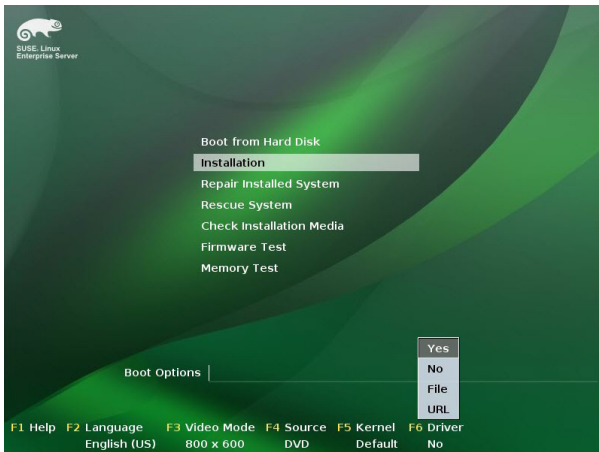 SUSE. Linux
Enterprise Server
Boot from Hard Disk
Installation
Repair Installed System
Rescue System
Check Installation Media
Firmware Test
Memory Test
Yes
No
File
URL
Boot Options
F1 Help F2 Language F3 Video Mode F4 Source F5 Kernel F6 Driver
English (US) 800 x 600 DVD Default No